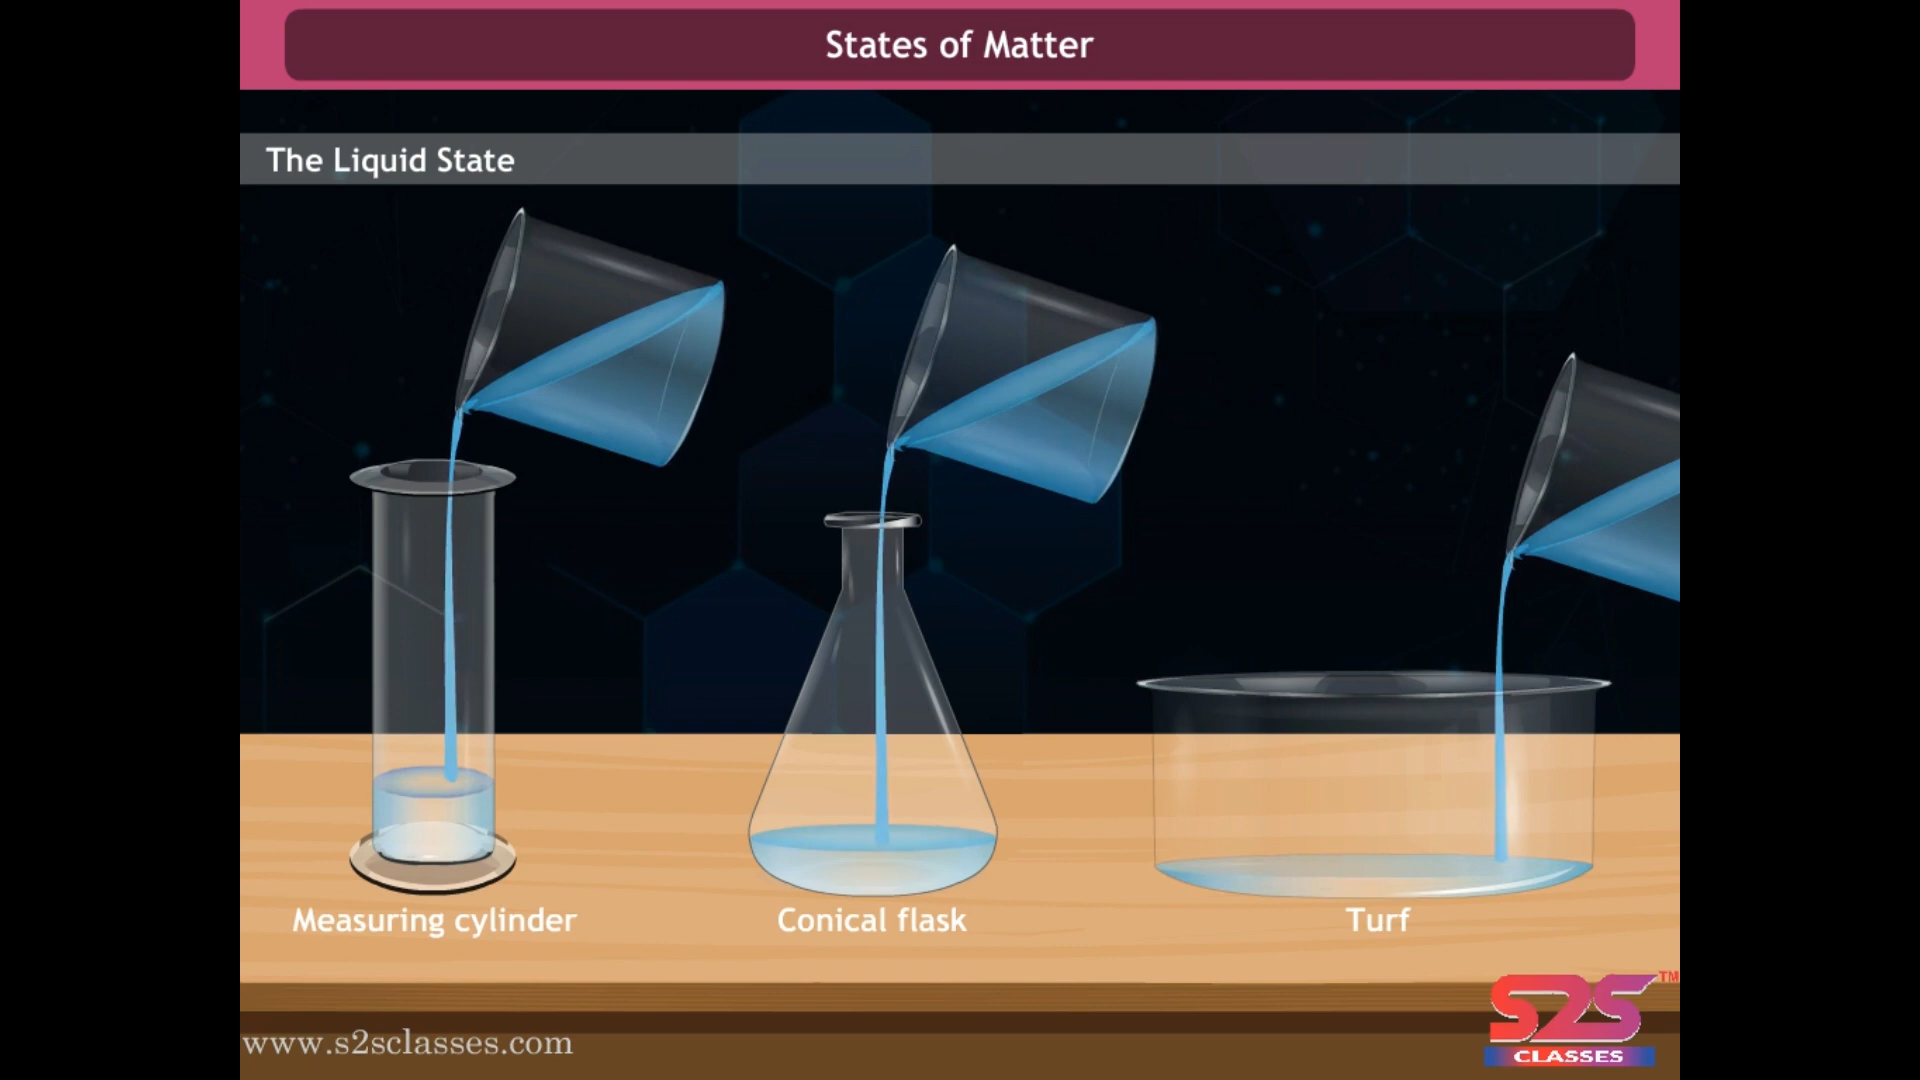 States of Matter
The Liquid State
Measuring cylinder
Conical flask
Turf
S2S TM
CLASSES
www.s2sclasses.com